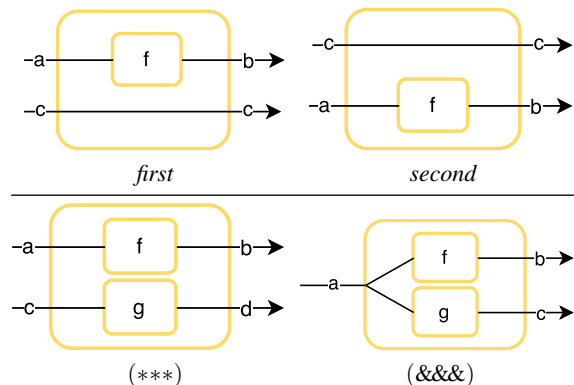 a f b
c c
first
c c
a f b
second
a f b
c g d
(***)
a f b
g c
(&&&)